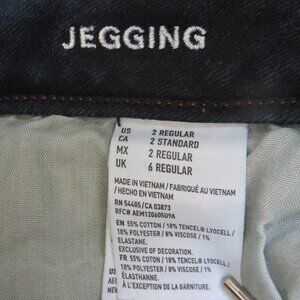 JEGGING
US 2 REGULAR
CA 2 STANDARD
MX 2 REGULAR
UK 6 REGULAR
MADE IN VIETNAM / FABRIQUÉ AU VIETNAM
/ HECHO EN VIETNAM
RN 54485/CA 03873
RFC# AEM120605U9A
EN 55% COTTON / 18% TENCEL™ LYOCELL /
18% POLYESTER / 8% VISCOSE / 1%
ELASTANE.
EXCLUSIVE OF DECORATION.
FR 55% COTON / 18% TENCEL™ LYOCELL /
18% POLYESTER / 8% VISCOSE / 1%
ÉLASTHANNE.
À L'EXCEPTION DE LA GARNITURE.